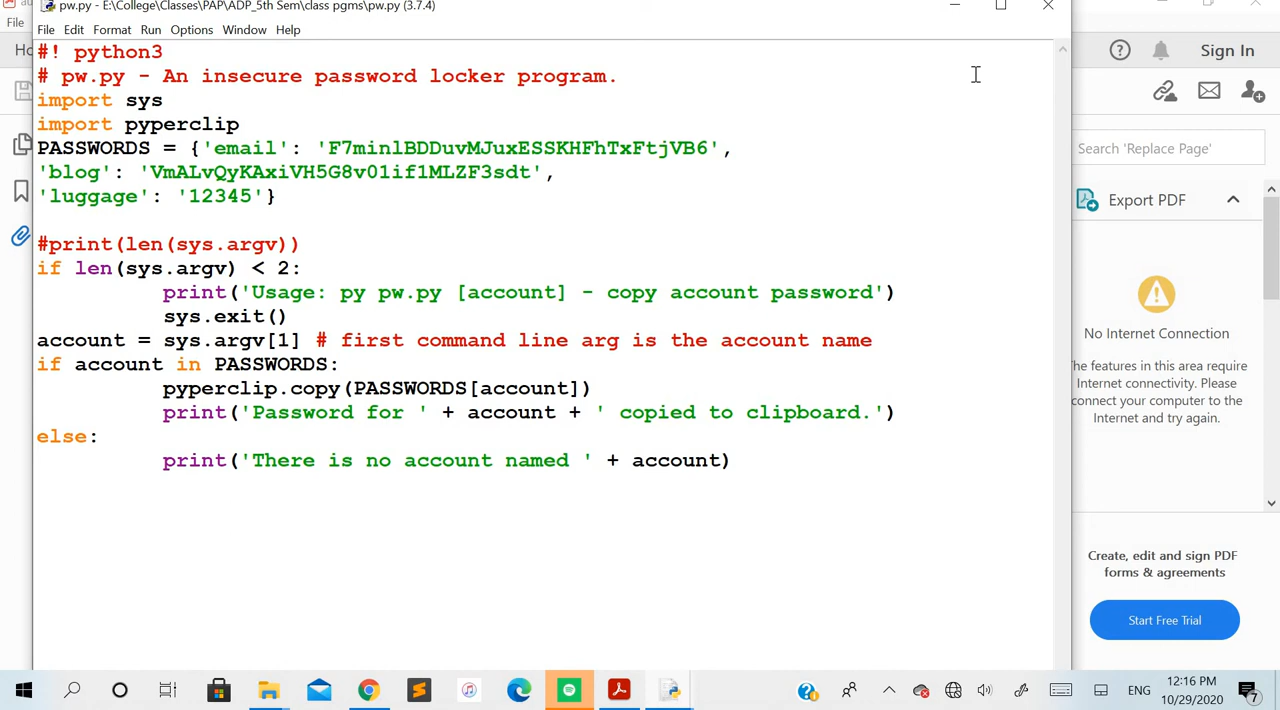 pw.py - E:\College\Classes\PAP\ADP_5th Sem\class pgms\pw.py (3.7.4)
File Edit Format Run Options Window Help
#! python3
# pw.py - An insecure password locker program.
import sys
import pyperclip
PASSWORDS = {'email': 'F7minlBDDuvMJuxESSKHFhTxFtjVB6',
'blog': 'VmALvQyKAxiVH5G8v01if1MLZF3sdt',
'luggage': '12345'}
#print(len(sys.argv))
if len(sys.argv) < 2:
print('Usage: py pw.py [account] - copy account password')
sys.exit()
account = sys.argv[1] # first command line arg is the account name
if account in PASSWORDS:
pyperclip.copy(PASSWORDS[account])
print('Password for ' + account + ' copied to clipboard.')
else:
print('There is no account named ' + account)
File
Sign In
Search 'Replace Page'
Export PDF
No Internet Connection
The features in this area require
Internet connectivity. Please
connect your computer to the
Internet and try again.
Create, edit and sign PDF
forms & agreements
Start Free Trial
ENG
12:16 PM
10/29/2020
7